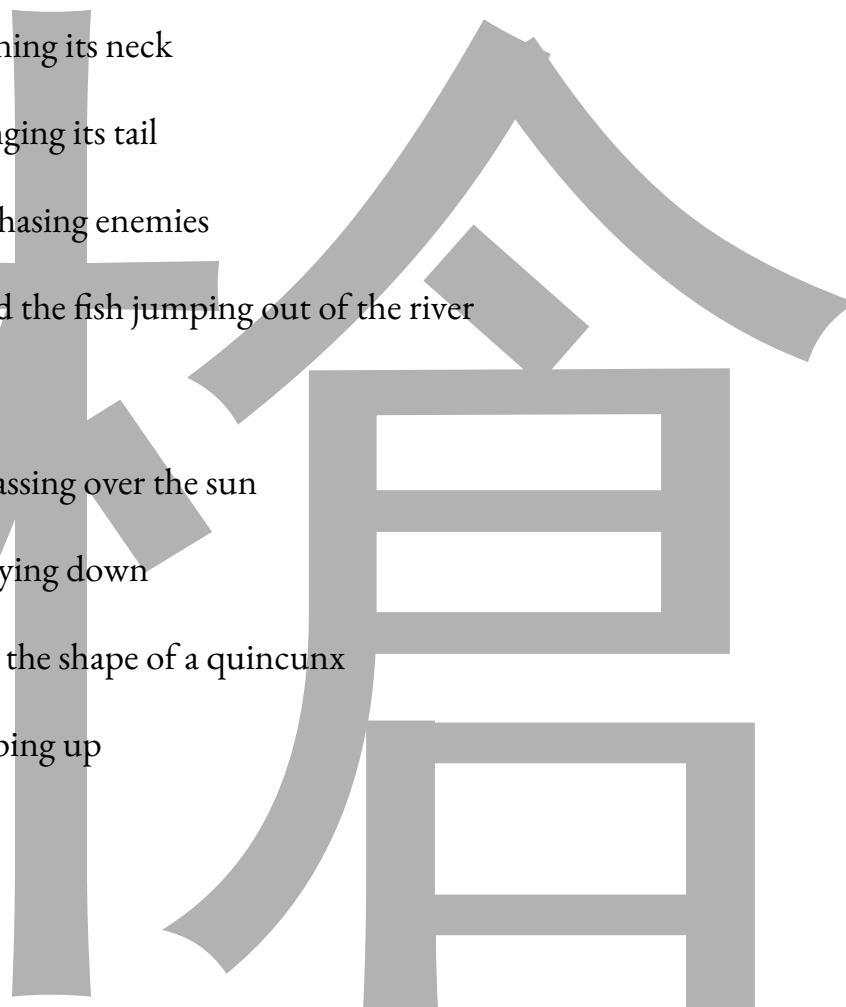 its neck
its tail
enemies
the fish jumping out of the river
over the sun
down
the shape of a quincunx
up
槍